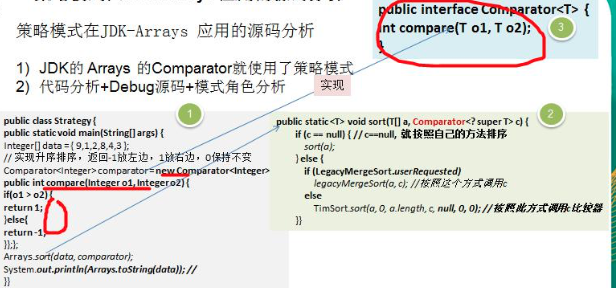 策略模式在JDK-Arrays 应用的源码分析
1) JDK的 Arrays 的Comparator就使用了策略模式
2) 代码分析+Debug源码+模式角色分析
public interface Comparator<T> {
int compare(T o1, T o2);
}
3
实现
1
public class Strategy {
public static void main(String[] args) {
Integer[] data = { 9,1,2,8,4,3 };
// 实现升序排序，返回-1放左边，1放右边，0保持不变
Comparator<Integer> comparator = new Comparator<Integer>
public int compare(Integer o1, Integer o2) {
if(o1 > o2) {
return 1;
}else{
return -1;
}};};
Arrays.sort(data, comparator);
System.out.println(Arrays.toString(data)); //
}}
2
public static <T> void sort(T[] a, Comparator<? super T> c) {
if (c == null) { // c==null, 就按照自己的方法排序
sort(a);
} else {
if (LegacyMergeSort.userRequested)
legacyMergeSort(a, c); //按照这个方式调用c
else
TimSort.sort(a, 0, a.length, c, null, 0, 0); //按照此方式调用c比较器
}}